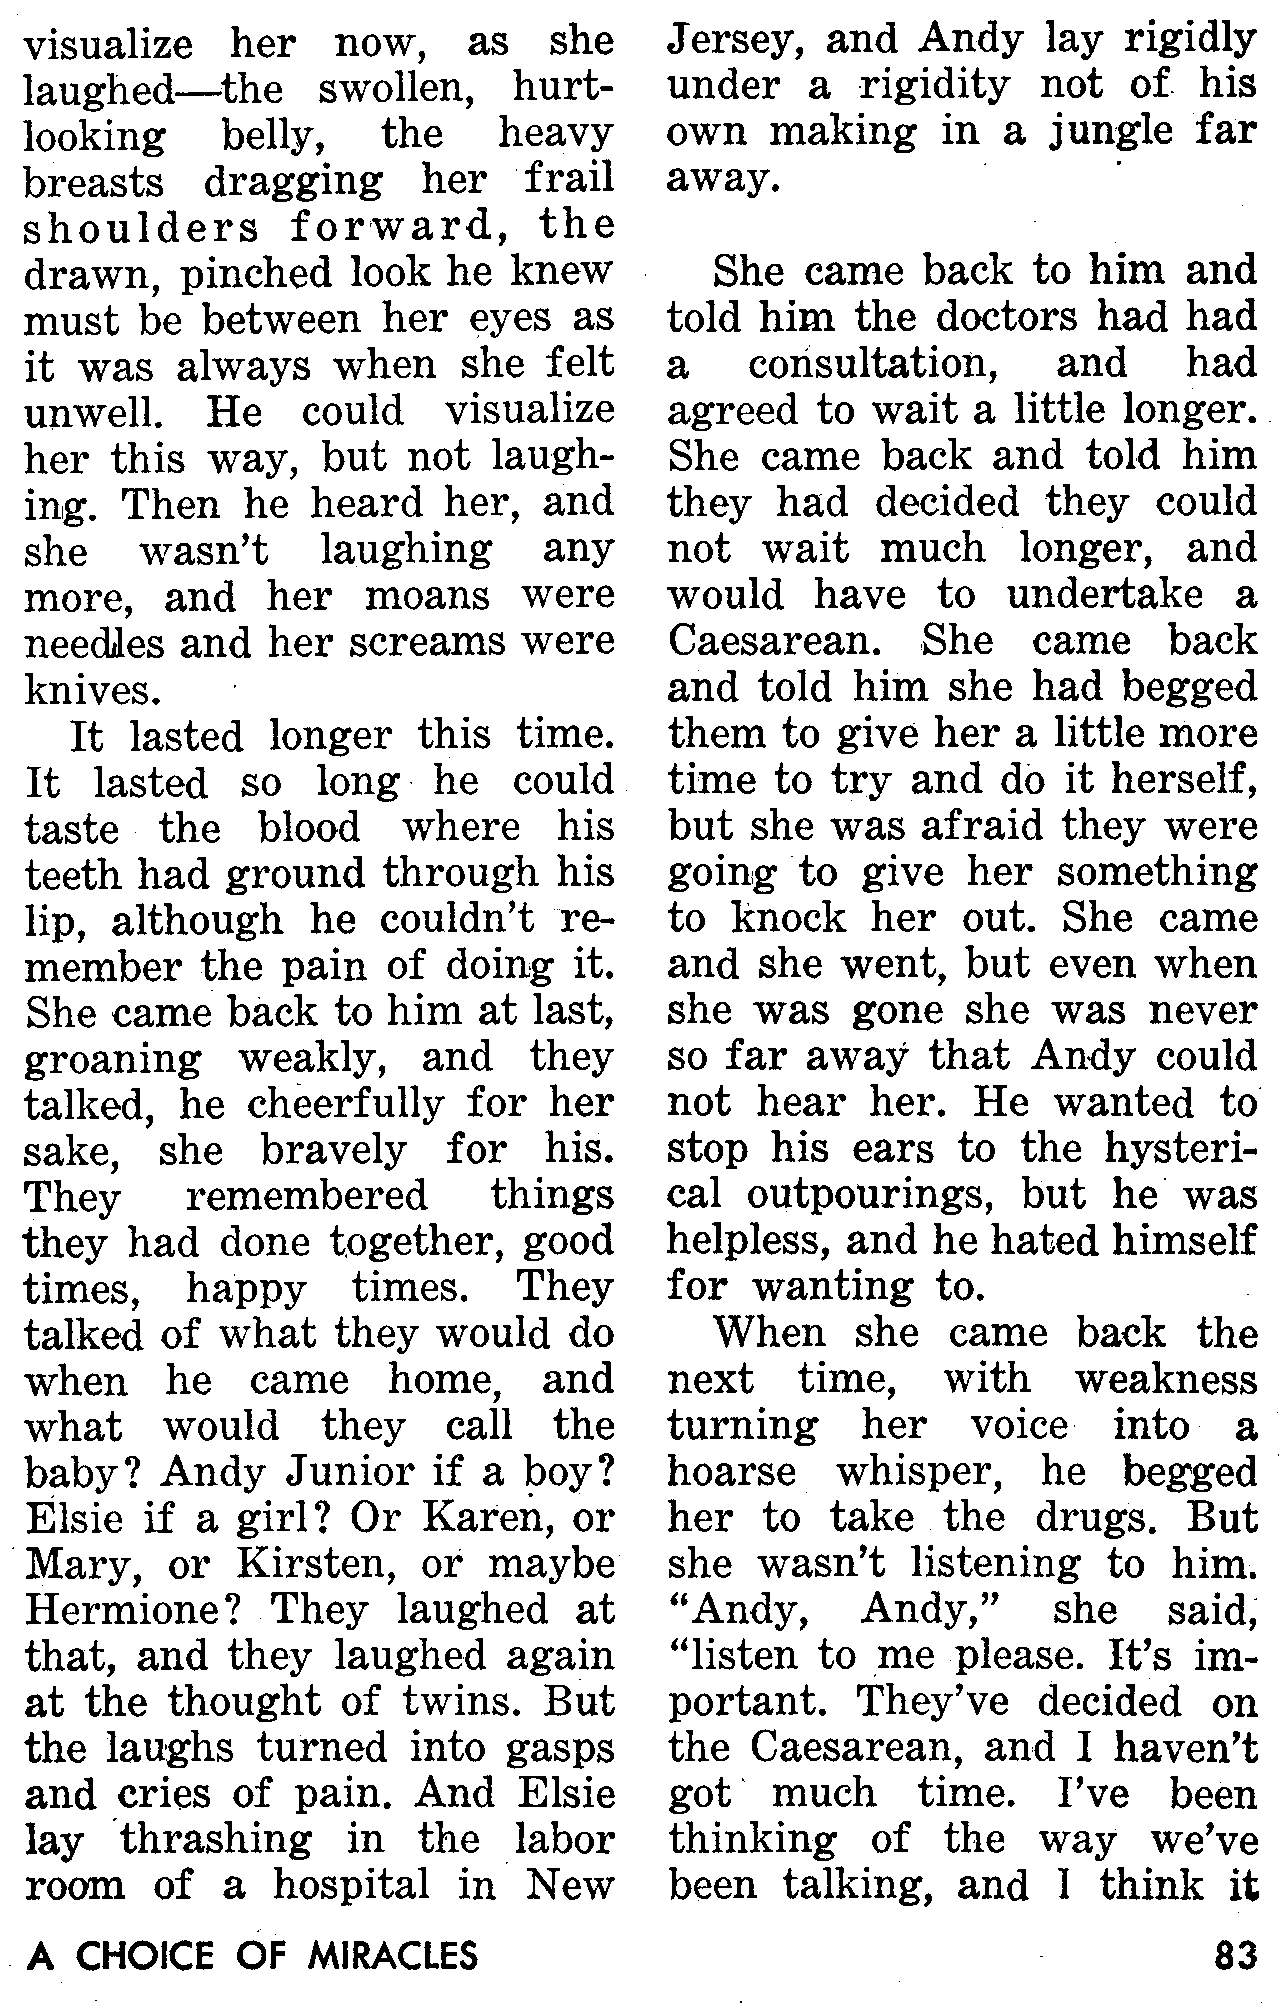 visualize her now, as she
laughed—the swollen, hurt-
looking belly, the heavy
breasts dragging her frail
shoulders forward, the
drawn, pinched look he knew
must be between her eyes as
it was always when she felt
unwell. He could visualize
her this way, but not laugh-
ing. Then he heard her, and
she wasn't laughing any
more, and her moans were
needles and her screams were
knives.
It lasted longer this time.
It lasted so long he could
taste the blood where his
teeth had ground through his
lip, although he couldn't re-
member the pain of doing it.
She came back to him at last,
groaning weakly, and they
talked, he cheerfully for her
sake, she bravely for his.
They remembered things
they had done together, good
times, happy times. They
talked of what they would do
when he came home, and
what would they call the
baby? Andy Junior if a boy?
Elsie if a girl? Or Karen, or
Mary, or Kirsten, or maybe
Hermione? They laughed at
that, and they laughed again
at the thought of twins. But
the laughs turned into gasps
and cries of pain. And Elsie
lay thrashing in the labor
room of a hospital in New
Jersey, and Andy lay rigidly
under a rigidity not of his
own making in a jungle far
away.
She came back to him and
told him the doctors had had
a consultation, and had
agreed to wait a little longer.
She came back and told him
they had decided they could
not wait much longer, and
would have to undertake a
Caesarean. She came back
and told him she had begged
them to give her a little more
time to try and do it herself,
but she was afraid they were
going to give her something
to knock her out. She came
and she went, but even when
she was gone she was never
so far away that Andy could
not hear her. He wanted to
stop his ears to the hysteri-
cal outpourings, but he was
helpless, and he hated himself
for wanting to.
When she came back the
next time, with weakness
turning her voice into a
hoarse whisper, he begged
her to take the drugs. But
she wasn't listening to him.
"Andy, Andy," she said,
"listen to me please. It's im-
portant. They've decided on
the Caesarean, and I haven't
got much time. I've been
thinking of the way we've
been talking, and I think it
A CHOICE OF MIRACLES
83